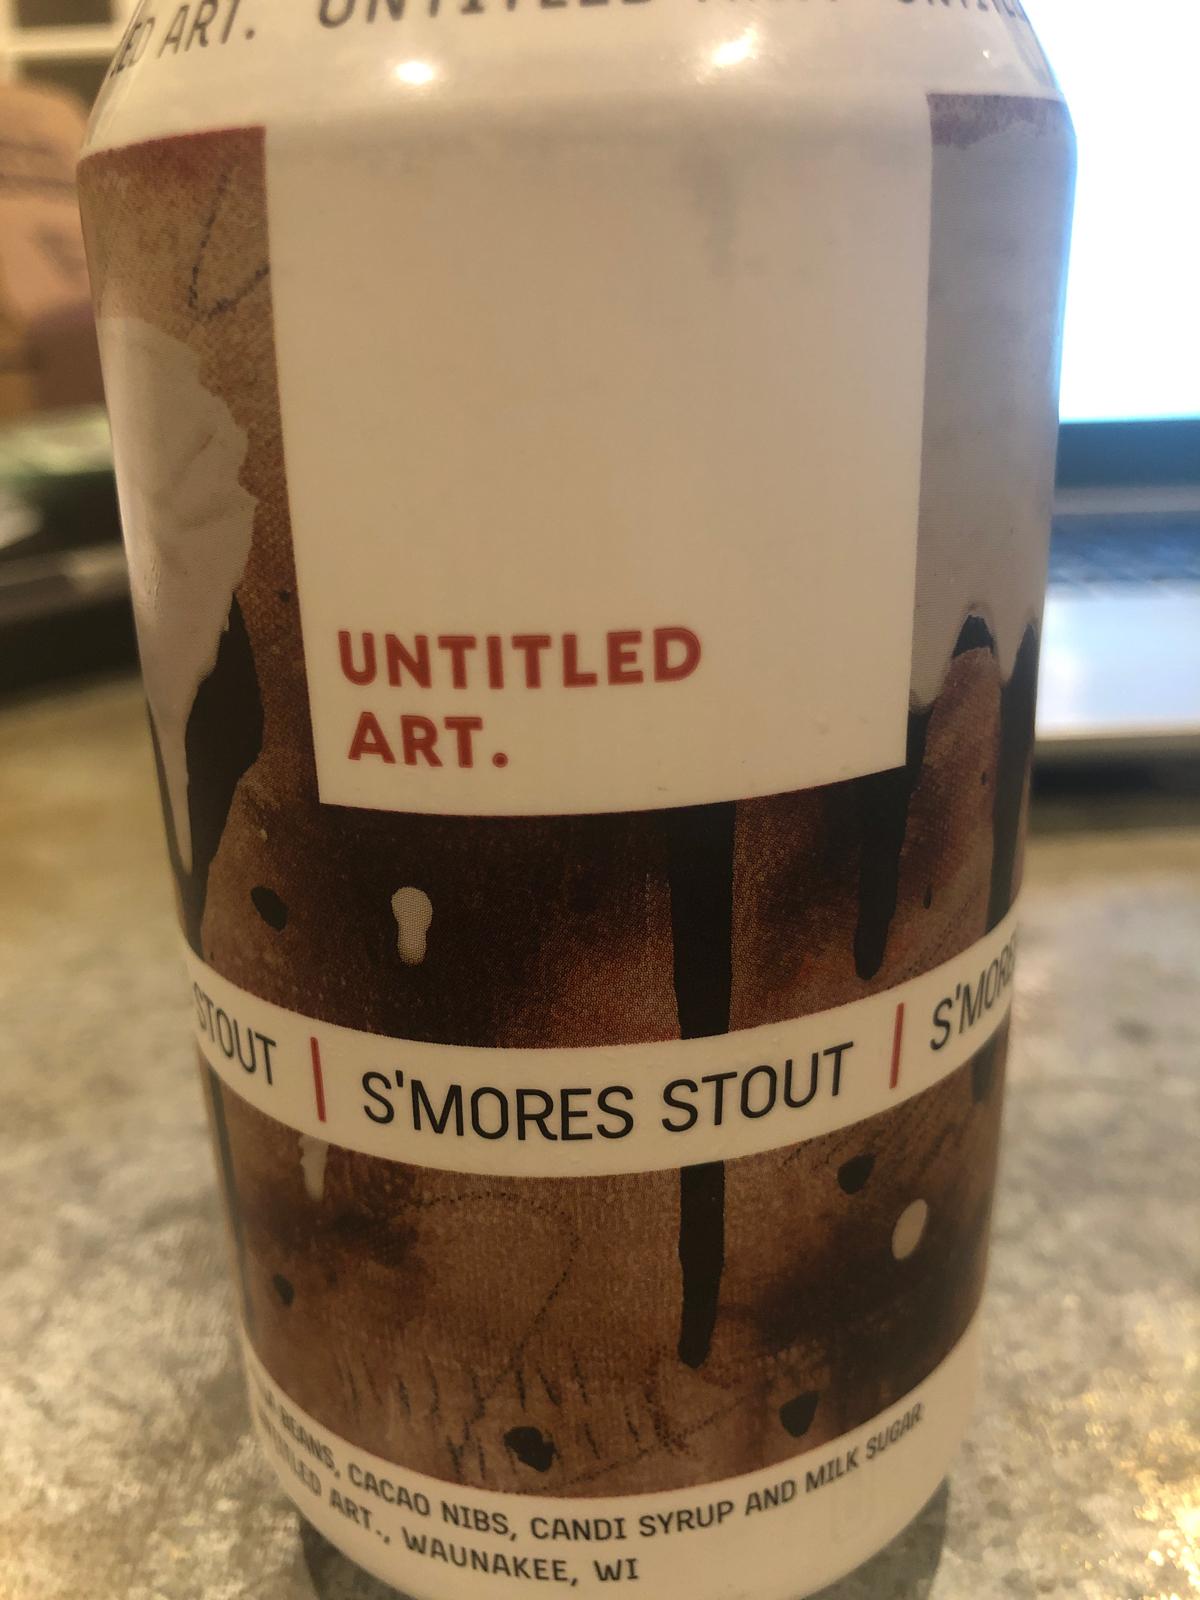 ED ART. UNTITLED
UNTITLED
ART.
STOUT | S'MORES STOUT | S'MORES
BEANS, CACAO NIBS, CANDI SYRUP AND MILK SUGAR
UNTITLED ART., WAUNAKEE, WI